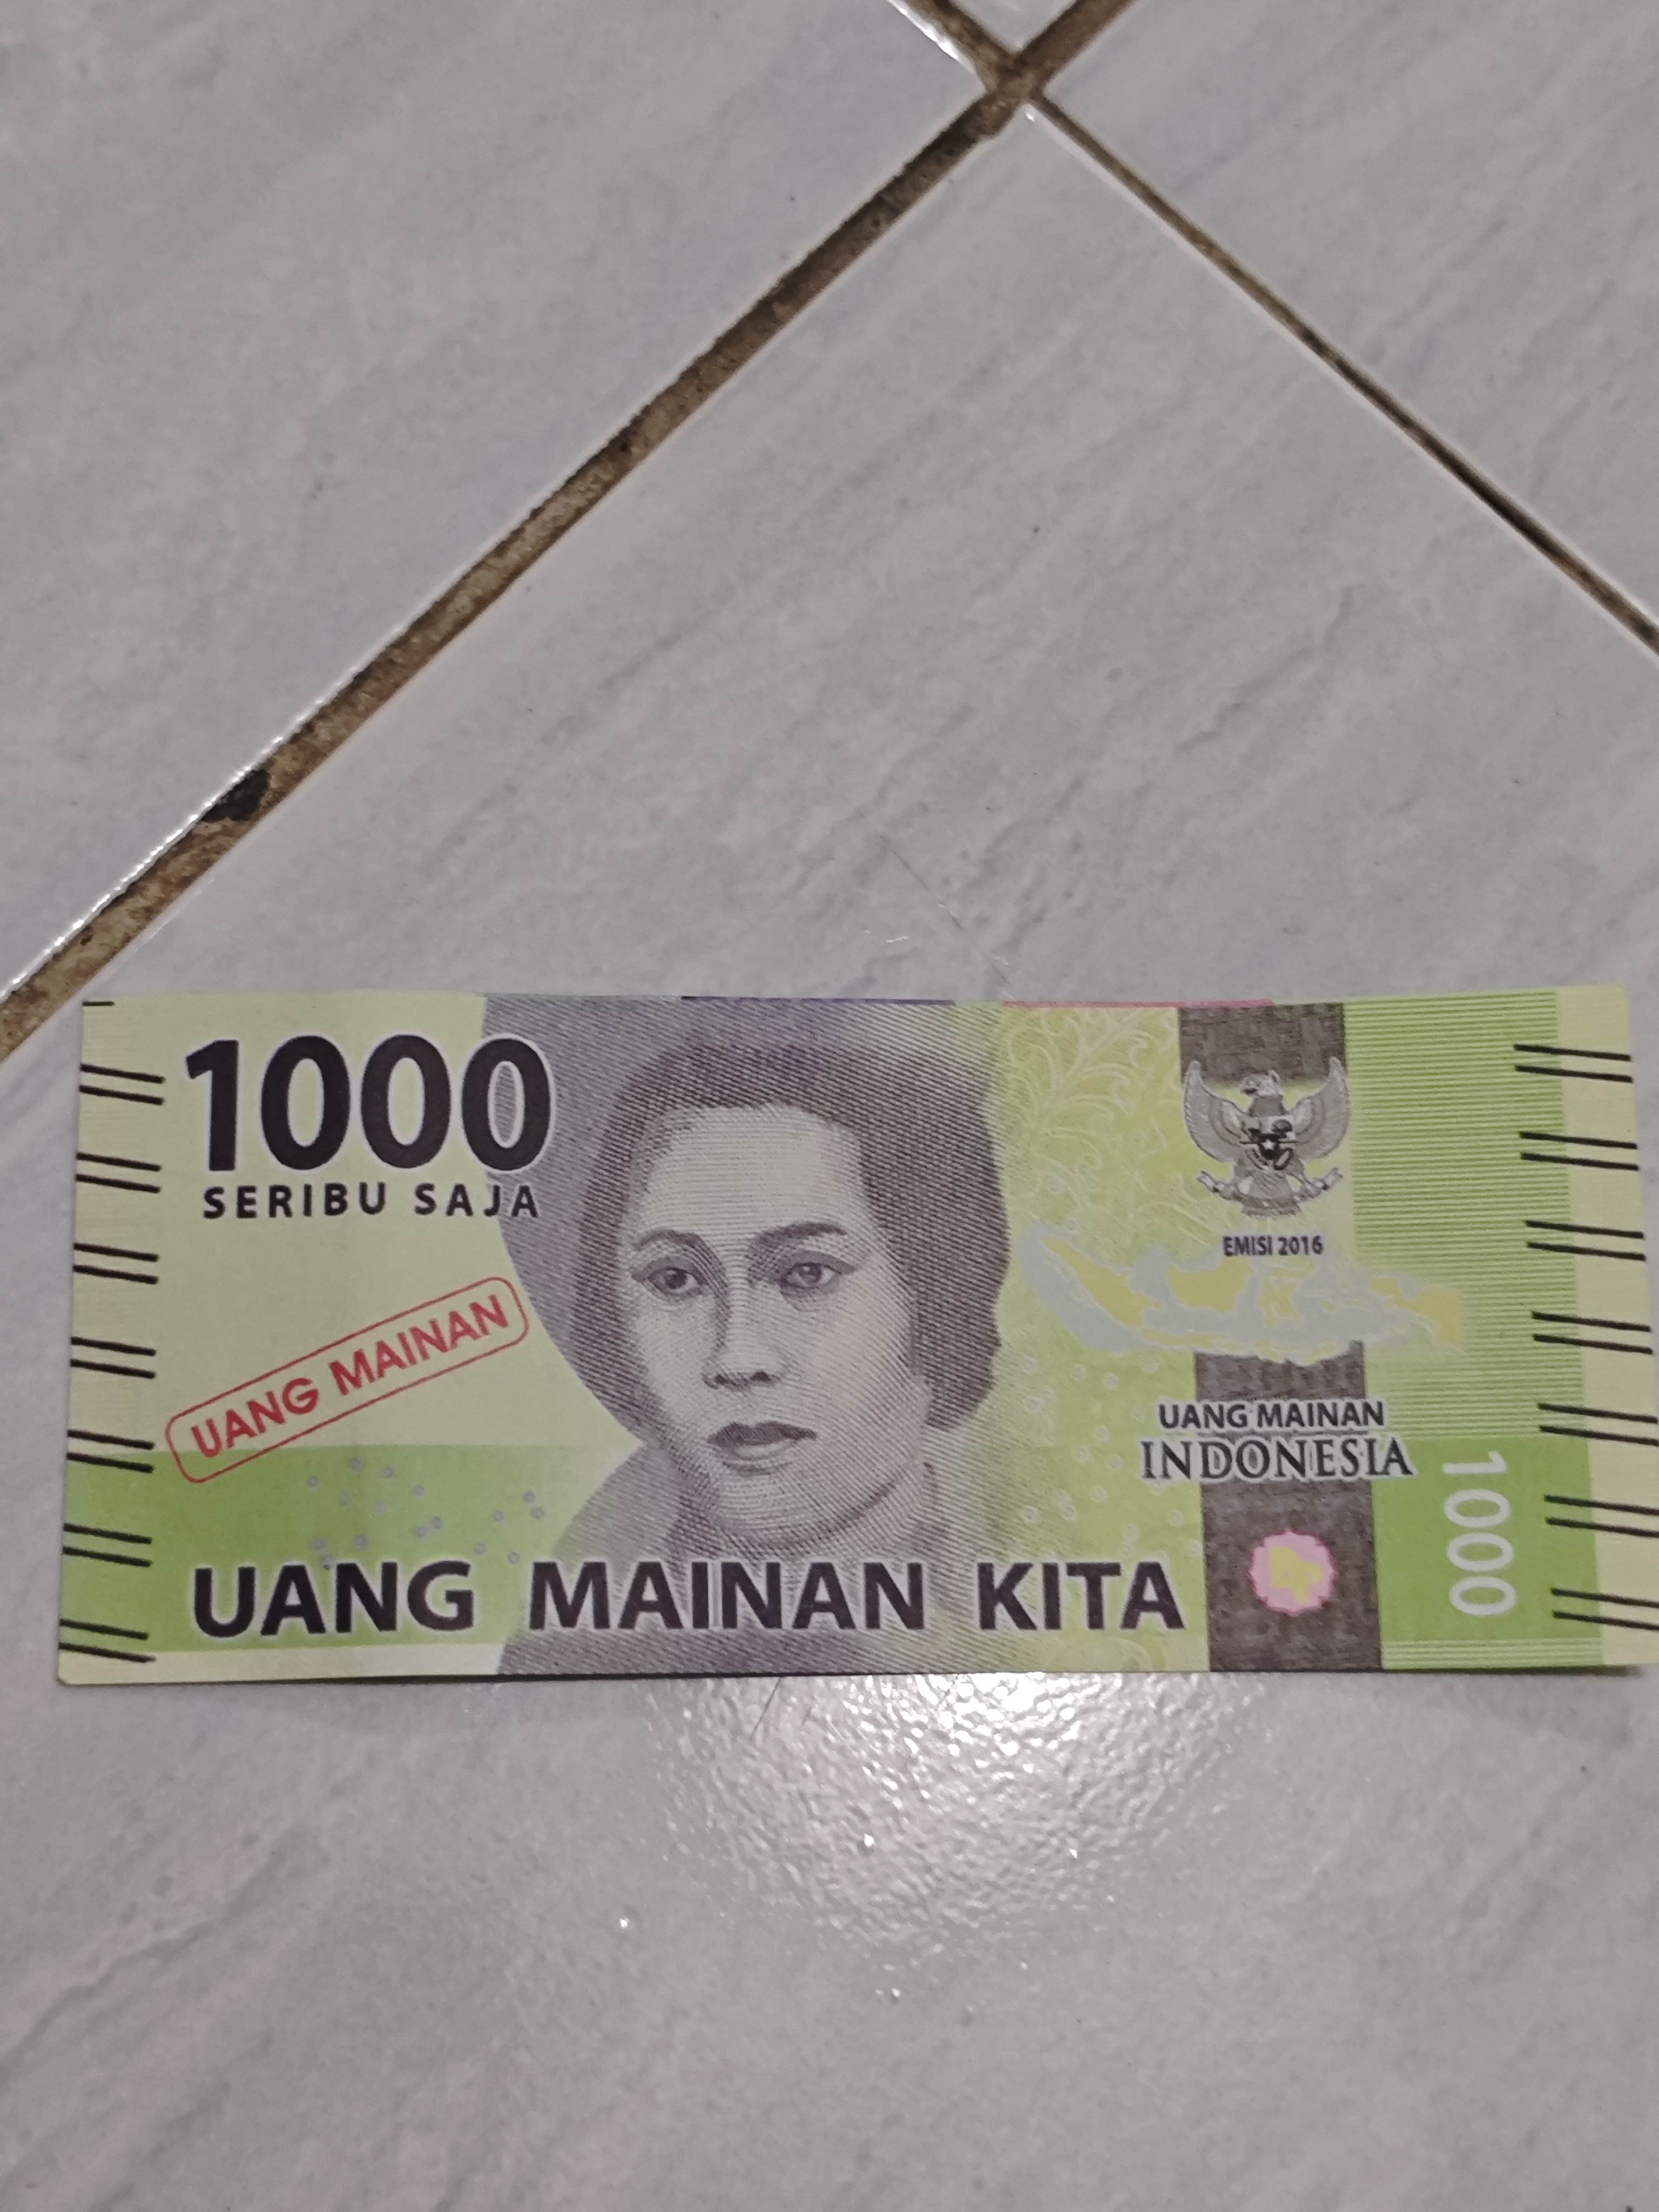 1000
SERIBU SAJA
EMISI 2016
UANG MAINAN
UANG MAINAN
INDONESIA
1000
UANG MAINAN KITA